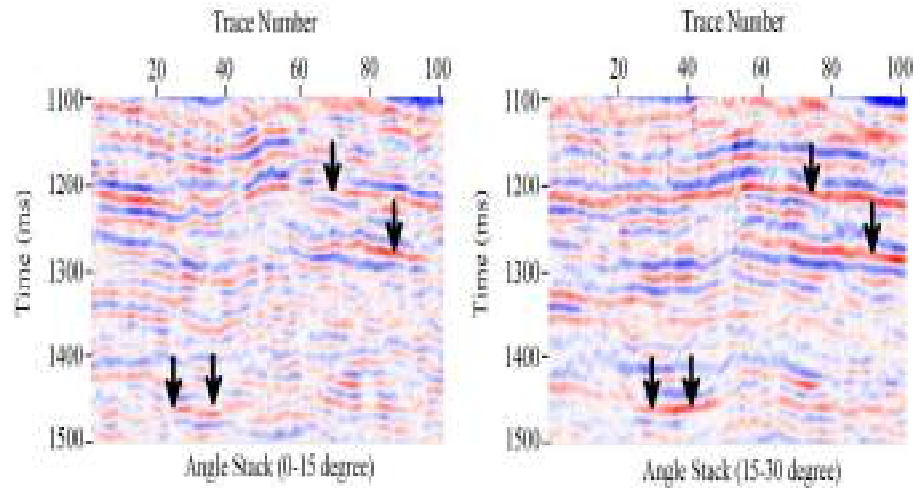 Trace Number
20 40 60 80 100
1100
1200
1300
1400
1500
Time (ms)
Angle Stack (0-15 degree)
Trace Number
20 40 60 80 100
1100
1200
1300
1400
1500
Time (ms)
Angle Stack (15-30 degree)